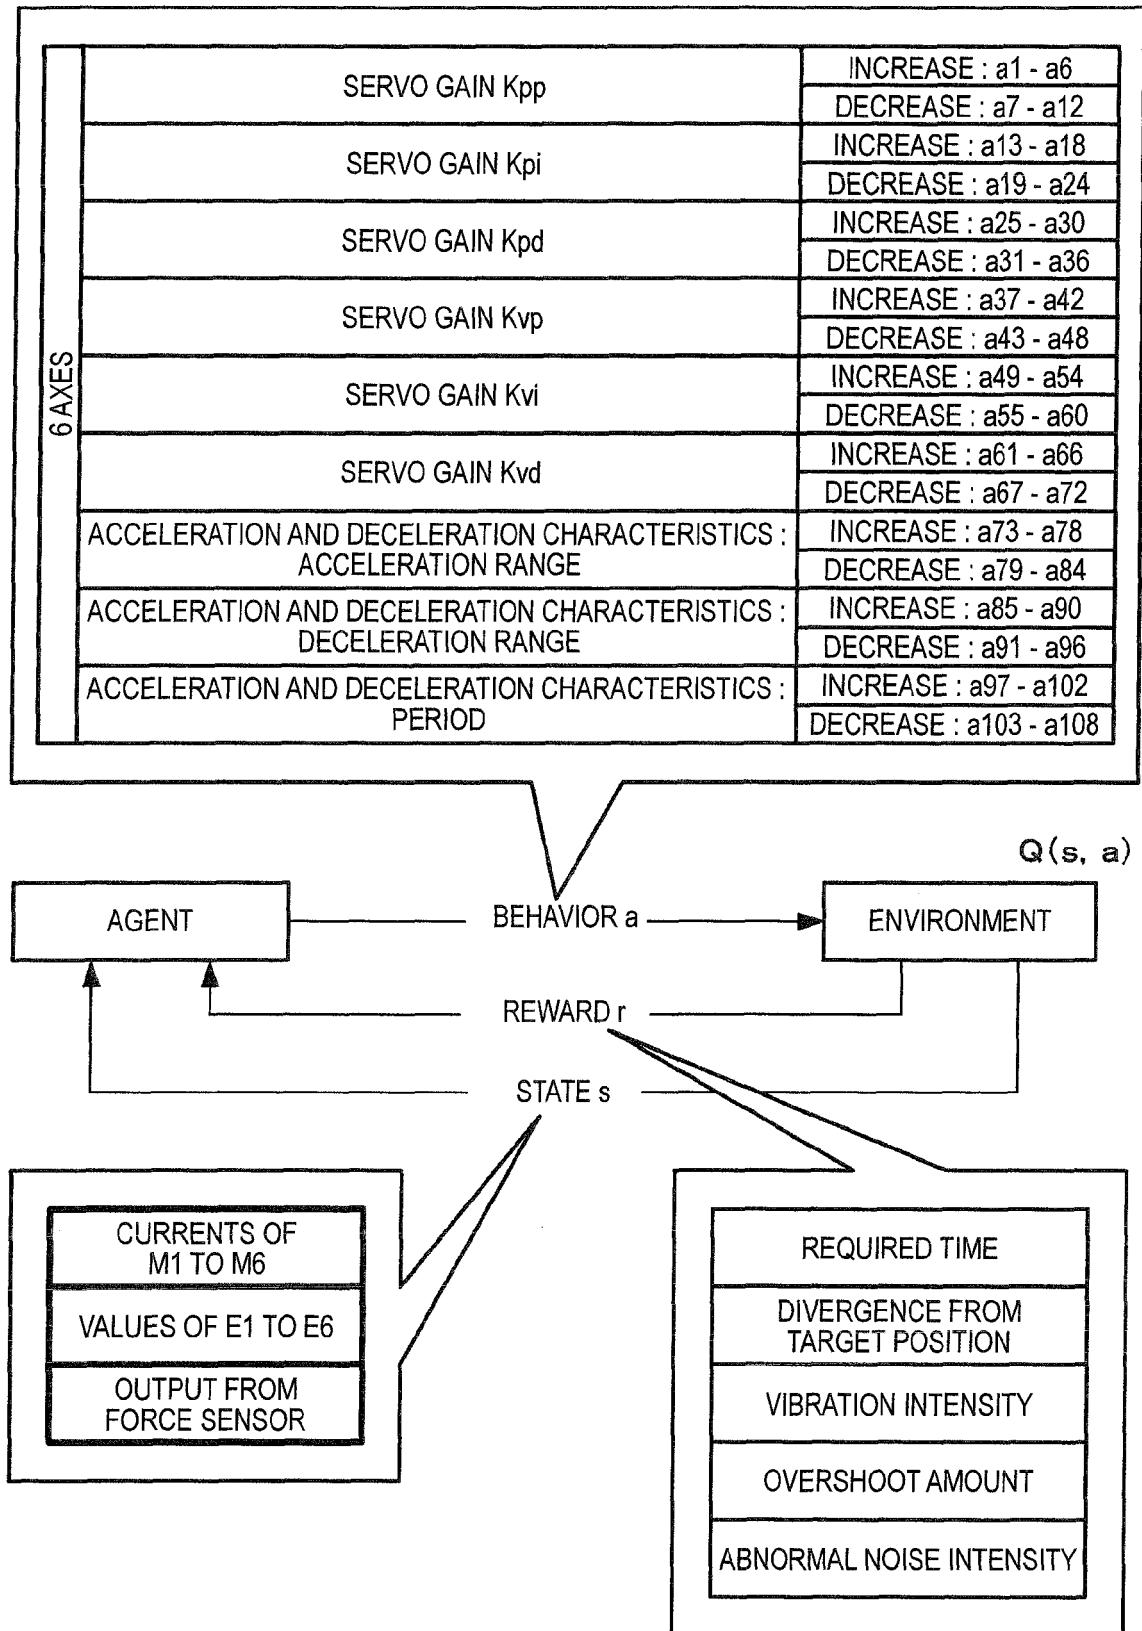 6 AXES
SERVO GAIN Kpp
INCREASE : a1 - a6
DECREASE : a7 - a12
SERVO GAIN Kpi
INCREASE : a13 - a18
DECREASE : a19 - a24
SERVO GAIN Kpd
INCREASE : a25 - a30
DECREASE : a31 - a36
SERVO GAIN Kvp
INCREASE : a37 - a42
DECREASE : a43 - a48
SERVO GAIN Kvi
INCREASE : a49 - a54
DECREASE : a55 - a60
SERVO GAIN Kvd
INCREASE : a61 - a66
DECREASE : a67 - a72
ACCELERATION AND DECELERATION CHARACTERISTICS :
ACCELERATION RANGE
INCREASE : a73 - a78
DECREASE : a79 - a84
ACCELERATION AND DECELERATION CHARACTERISTICS :
DECELERATION RANGE
INCREASE : a85 - a90
DECREASE : a91 - a96
ACCELERATION AND DECELERATION CHARACTERISTICS :
PERIOD
INCREASE : a97 - a102
DECREASE : a103 - a108
Q(s, a)
AGENT
BEHAVIOR a
ENVIRONMENT
REWARD r
STATE s
CURRENTS OF
M1 TO M6
VALUES OF E1 TO E6
OUTPUT FROM
FORCE SENSOR
REQUIRED TIME
DIVERGENCE FROM
TARGET POSITION
VIBRATION INTENSITY
OVERSHOOT AMOUNT
ABNORMAL NOISE INTENSITY